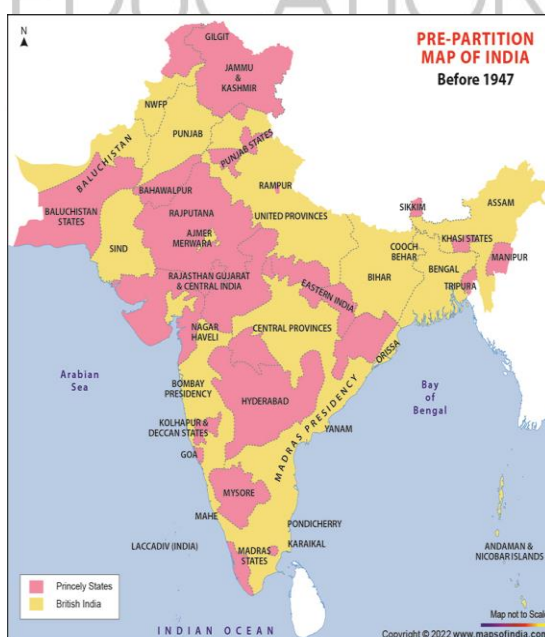 EDUCATION
PRE-PARTITION
MAP OF INDIA
Before 1947
N
GILGIT
JAMMU &
KASHMIR
NWFP
PUNJAB
BALUCHISTAN
PUNJAB STATES
BAHAWALPUR
RAMPUR
BALUCHISTAN
STATES
RAJPUTANA
UNITED PROVINCES
SIKKIM
ASSAM
AJMER
MERWARA
SIND
COOCH
BEHAR
KHASI STATES
BIHAR
BENGAL
MANIPUR
TRIPURA
RAJASTHAN GUJARAT
& CENTRAL INDIA
EASTERN INDIA
NAGAR
HAVELI
CENTRAL PROVINCES
ORISSA
Arabian
Sea
BOMBAY
PRESIDENCY
HYDERABAD
Bay
of
Bengal
MADRAS PRESIDENCY
KOLHAPUR &
DECCAN STATES
YANAM
GOA
MYSORE
MAHE
PONDICHERRY
KARAIKAL
LACCADIV (INDIA)
MADRAS
STATES
ANDAMAN &
NICOBAR ISLANDS
Princely States
British India
INDIAN OCEAN
Map not to Scale
Copyright © 2022 www.mapsofindia.com